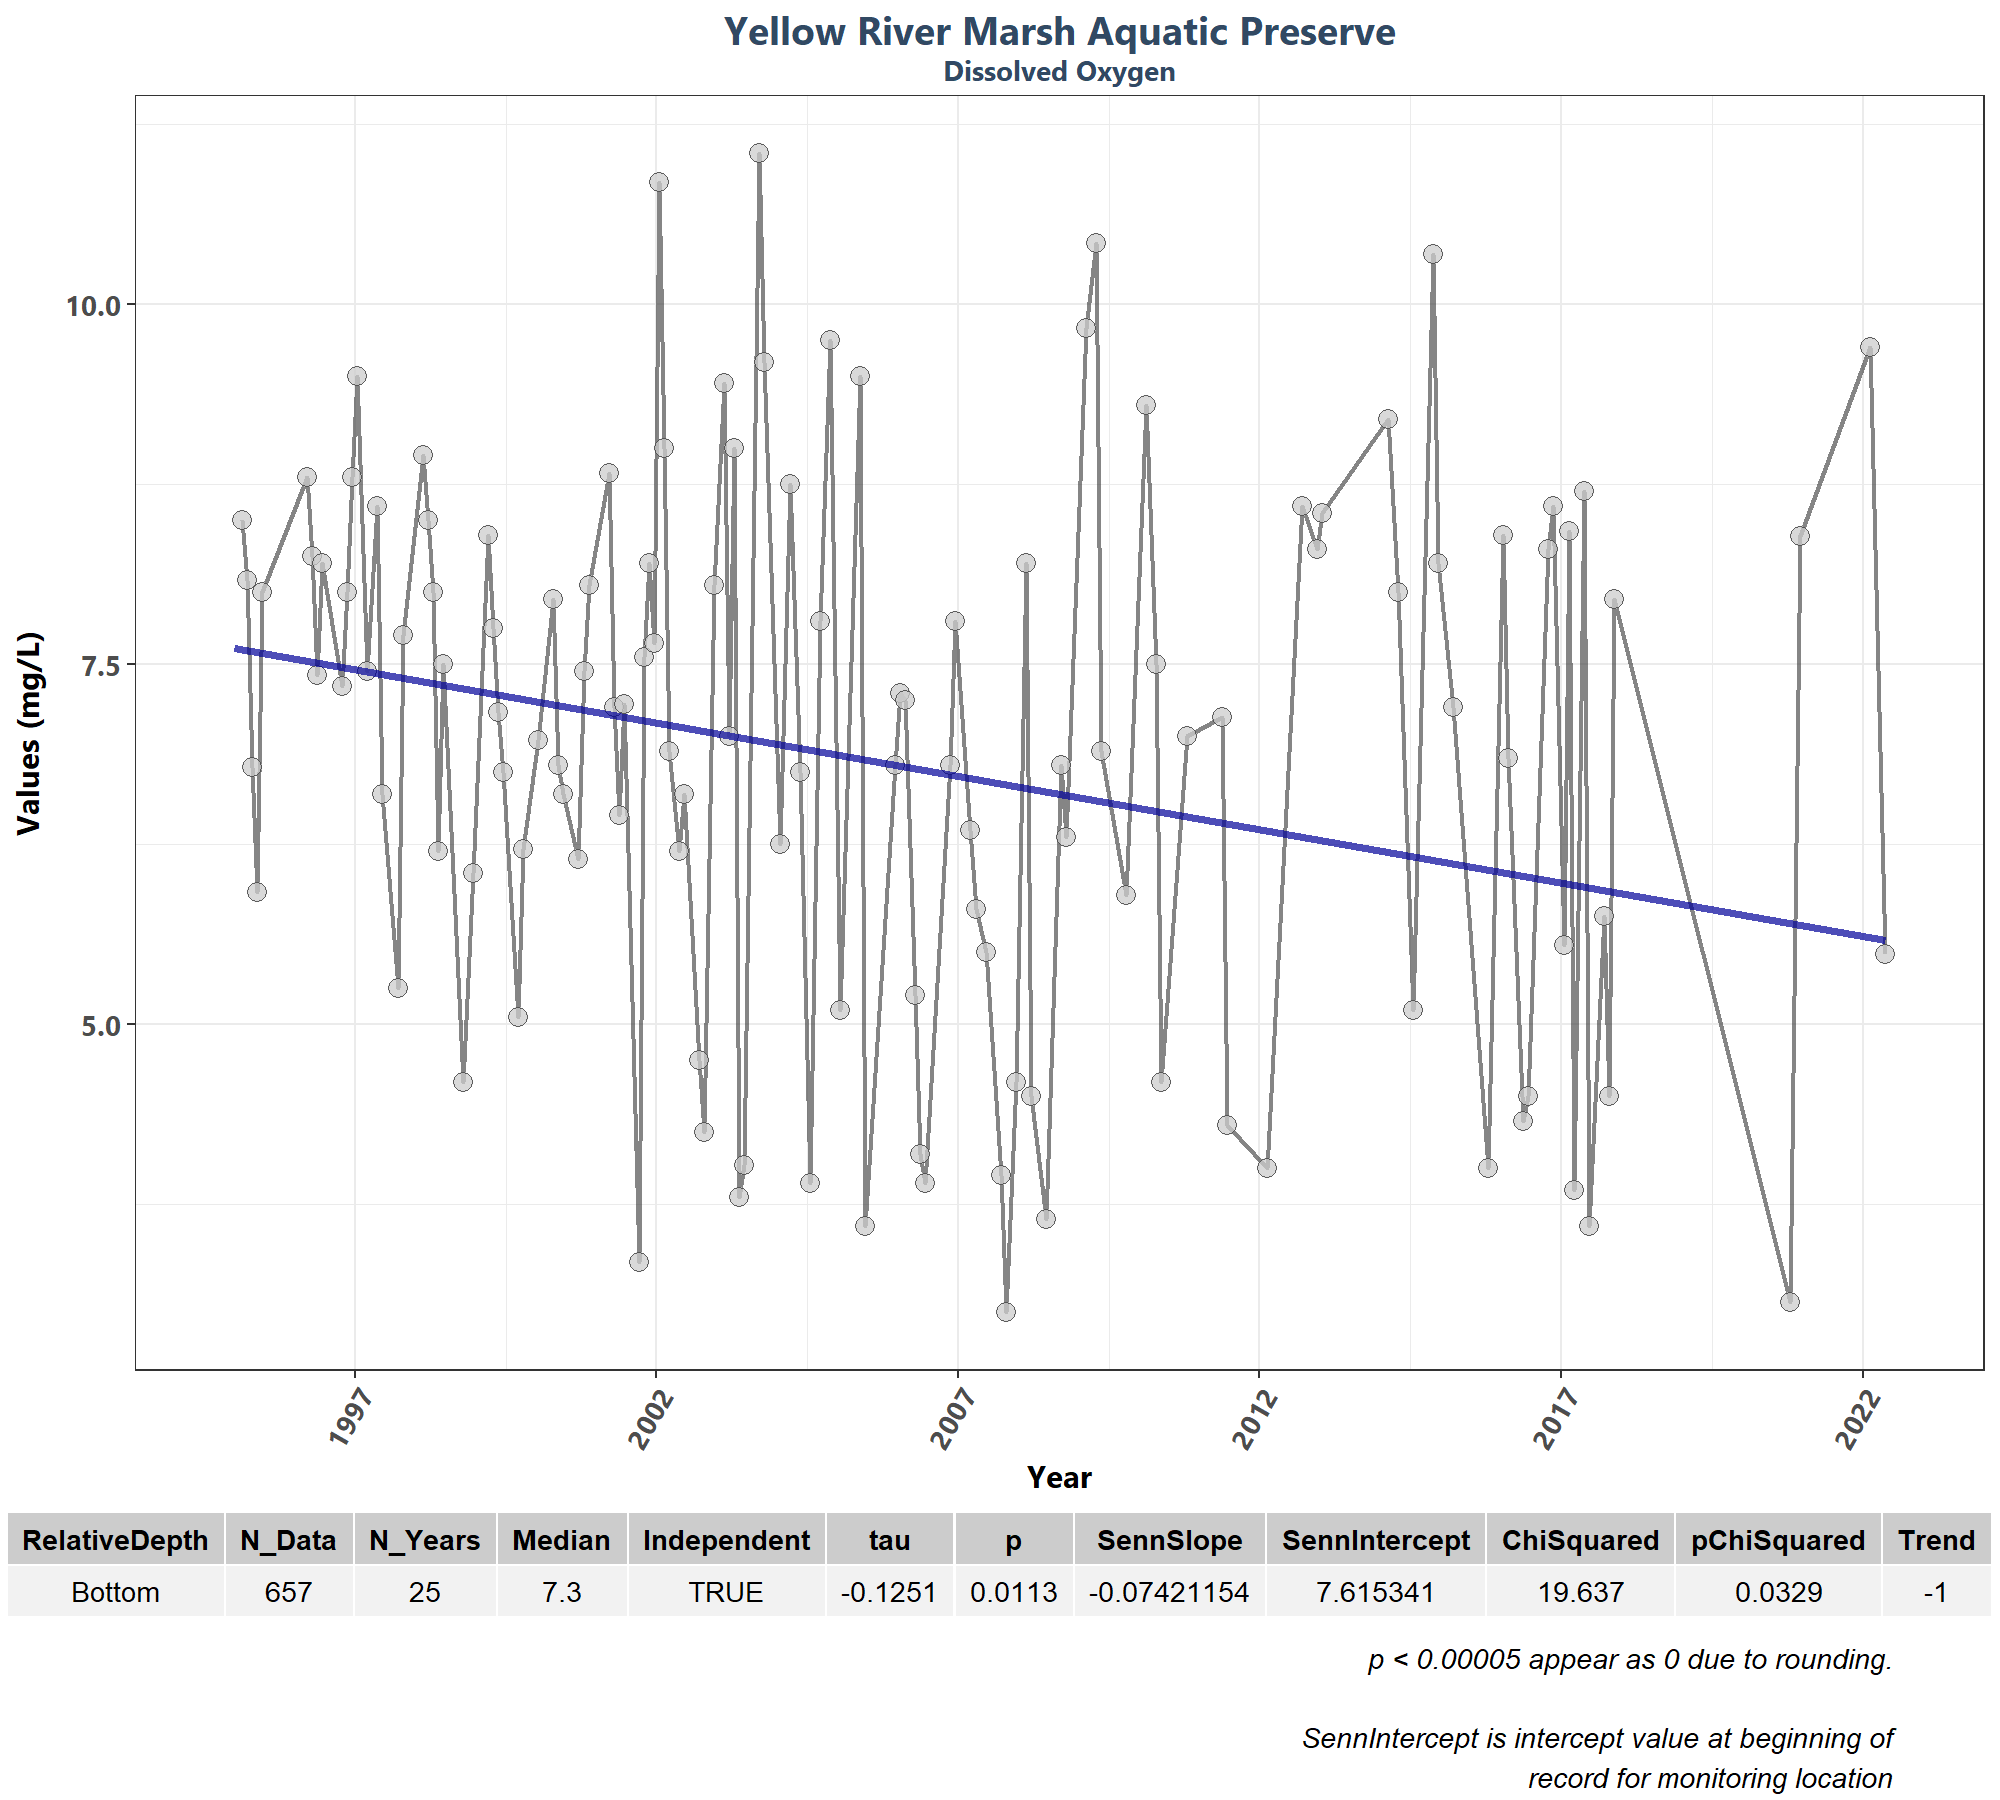 Yellow River Marsh Aquatic Preserve
Dissolved Oxygen
Values (mg/L)
10.0
7.5
5.0
1997 2002 2007 2012 2017 2022
Year
RelativeDepth N_Data N_Years Median Independent tau p SennSlope SennIntercept ChiSquared pChiSquared Trend
Bottom 657 25 7.3 TRUE -0.1251 0.0113 -0.07421154 7.615341 19.637 0.0329 -1
p < 0.00005 appear as 0 due to rounding.
SennIntercept is intercept value at beginning of
record for monitoring location